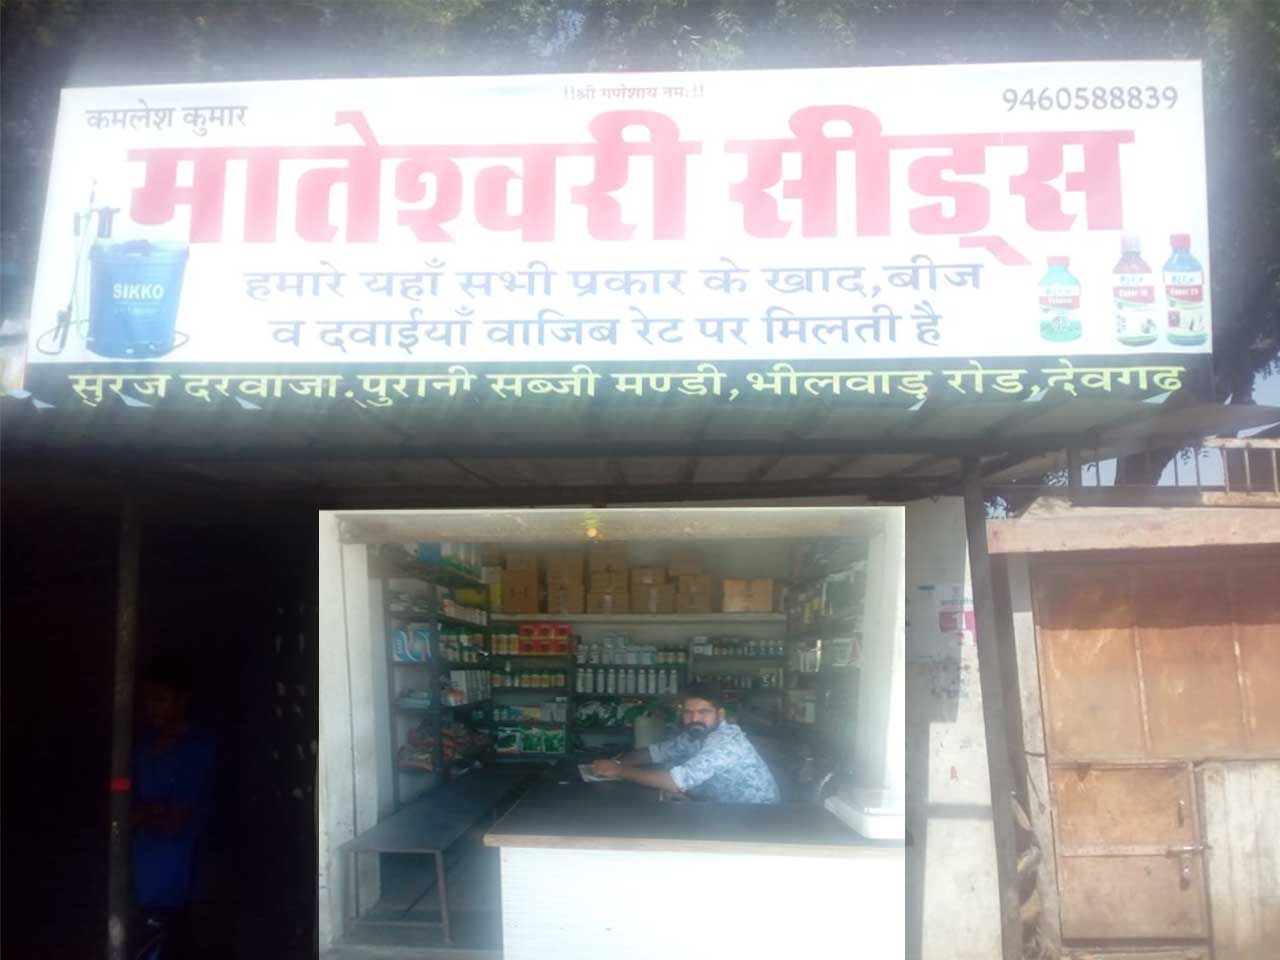 !!श्री गणेशाय नमः!!
कमलेश कुमार
9460588839
मातेश्वरी सीड्स
SIKKO
हमारे यहाँ सभी प्रकार के खाद,बीज
व दवाईयाँ वाजिब रेट पर मिलती है
सुरज दरवाजा.पुरानी सब्जी मण्डी,भीलवाड़ रोड,देवगढ